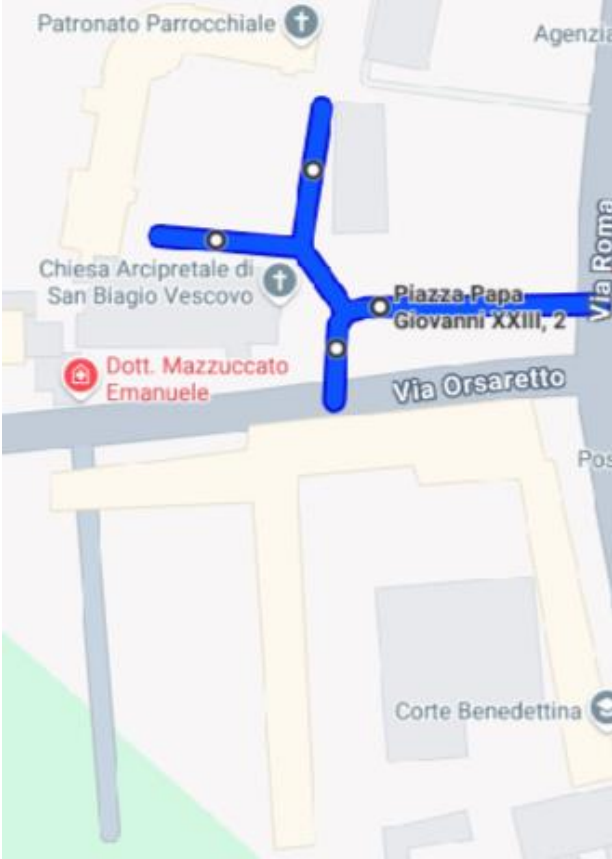 Patronato Parrocchiale
Agenzia
Via Roma
Chiesa Arcipretale di
San Biagio Vescovo
Piazza Papa
Giovanni XXIII, 2
Dott. Mazzuccato
Emanuele
Via Orsaretto
Pos
Corte Benedettina